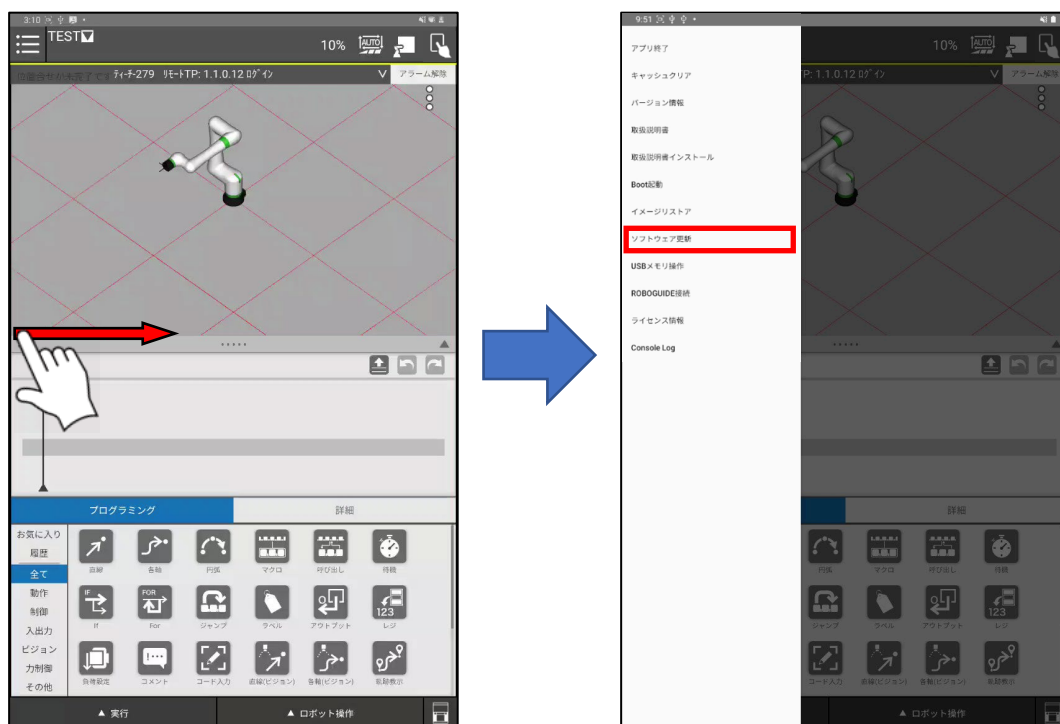 3:10
TEST
10%
AUTO
ティーチ-279 リモートTP: 1.1.0.12 ログイン
アラーム解除
プログラミング
詳細
お気に入り
履歴
全て
動作
制御
入出力
ビジョン
力制御
その他
直線
各軸
円弧
マクロ
呼び出し
待機
IF
FOR
123
If
For
ジャンプ
ラベル
アウトプット
レジ
負荷設定
コメント
コード入力
直線(ビジョン)
各軸(ビジョン)
軌跡教示
▲ 実行
▲ ロボット操作
9:51
アプリ終了
キャッシュクリア
バージョン情報
取扱説明書
取扱説明書インストール
Boot起動
イメージリストア
ソフトウェア更新
USBメモリ操作
ROBOGUIDE接続
ライセンス情報
Console Log
10%
AUTO
TP: 1.1.0.12 ログイン
アラーム解除
詳細
円弧
マクロ
呼び出し
待機
123
ジャンプ
ラベル
アウトプット
レジ
コード入力
直線(ビジョン)
各軸(ビジョン)
軌跡教示
▲ ロボット操作